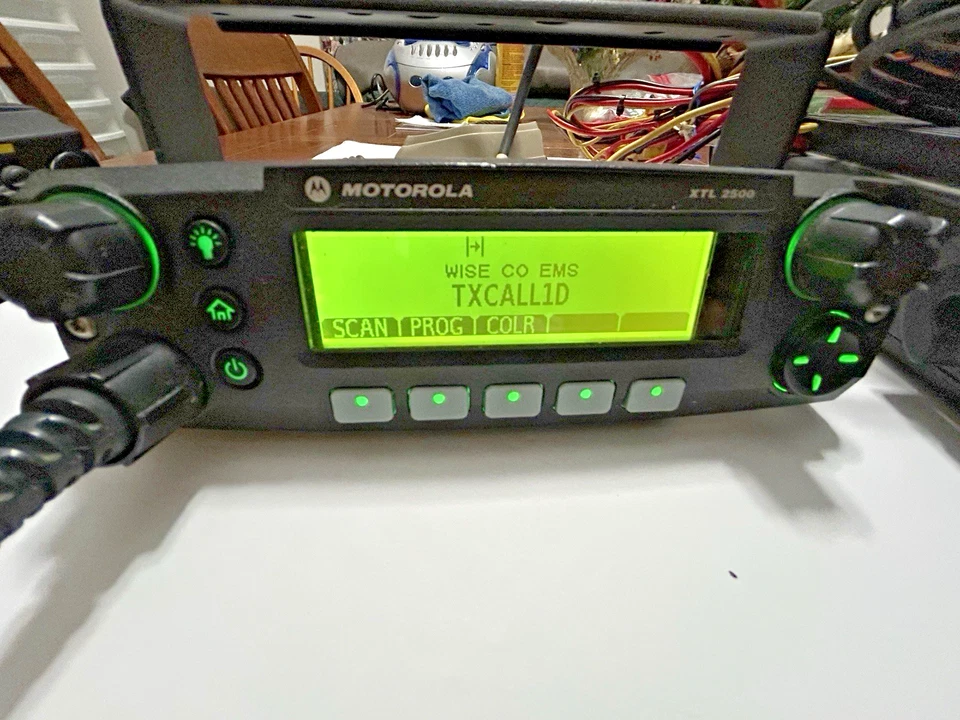 MOTOROLA
XTL 2500
WISE CO EMS
TXCALL1D
SCAN PROG COLR